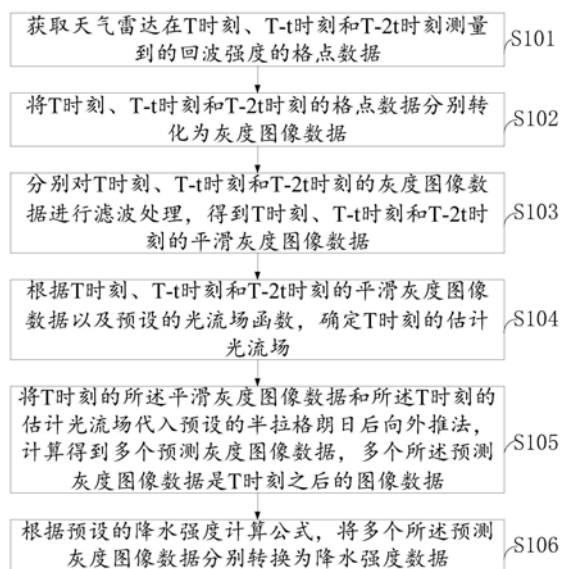 获取天气雷达在T时刻、T-t时刻和T-2t时刻测量
到的回波强度的格点数据
S101
将T时刻、T-t时刻和T-2t时刻的格点数据分别转
化为灰度图像数据
S102
分别对T时刻、T-t时刻和T-2t时刻的灰度图像数
据进行滤波处理，得到T时刻、T-t时刻和T-2t时
刻的平滑灰度图像数据
S103
根据T时刻、T-t时刻和T-2t时刻的平滑灰度图像
数据以及预设的光流场函数，确定T时刻的估计
光流场
S104
将T时刻的所述平滑灰度图像数据和所述T时刻的
估计光流场代入预设的半拉格朗日后向外推法，
计算得到多个预测灰度图像数据，多个所述预测
灰度图像数据是T时刻之后的图像数据
S105
根据预设的降水强度计算公式，将多个所述预测
灰度图像数据分别转换为降水强度数据
S106